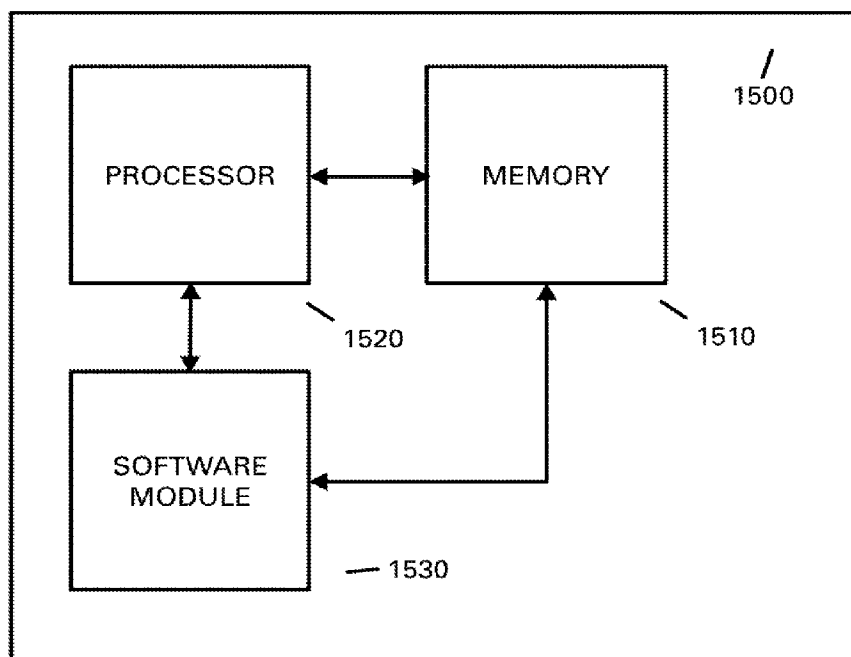 1500
PROCESSOR
MEMORY
1520
1510
SOFTWARE
MODULE
1530